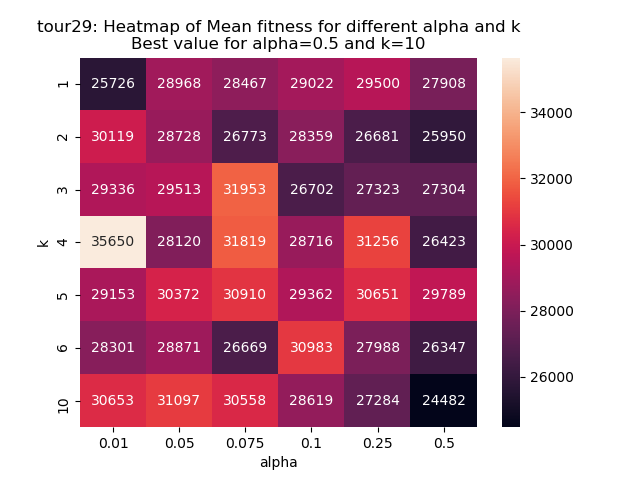 tour29: Heatmap of Mean fitness for different alpha and k
Best value for alpha=0.5 and k=10
1 25726 28968 28467 29022 29500 27908
2 30119 28728 26773 28359 26681 25950
3 29336 29513 31953 26702 27323 27304
4 35650 28120 31819 28716 31256 26423
5 29153 30372 30910 29362 30651 29789
6 28301 28871 26669 30983 27988 26347
10 30653 31097 30558 28619 27284 24482
0.01 0.05 0.075 0.1 0.25 0.5
alpha
k
34000
32000
30000
28000
26000